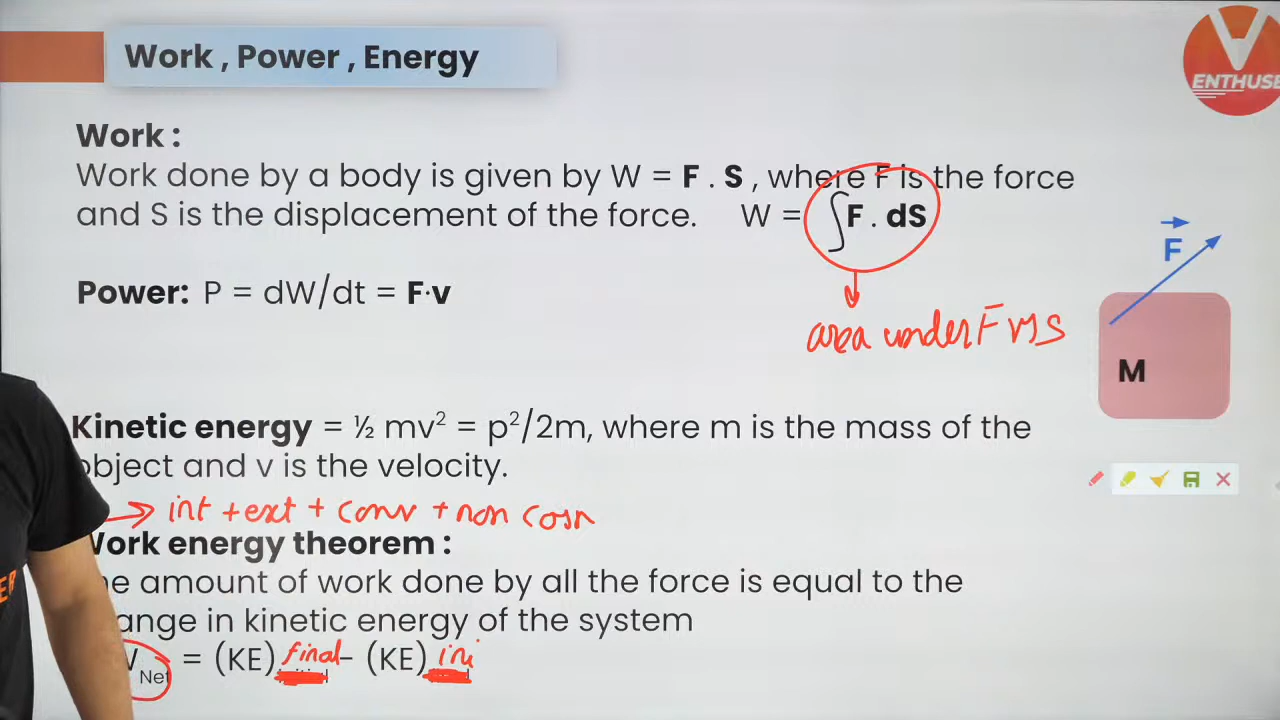 Work , Power , Energy
ENTHUSE
Work :
Work done by a body is given by W = F . S , where F is the force
and S is the displacement of the force. W = ∫F . dS
F
Power: P = dW/dt = F·v
area under F vs S
M
Kinetic energy = ½ mv² = p²/2m, where m is the mass of the
object and v is the velocity.
→ int + ext + conv + non
Work energy theorem :
amount of work done by all the force is equal to the
in kinetic energy of the system
Net = (KE) final - (KE) ini